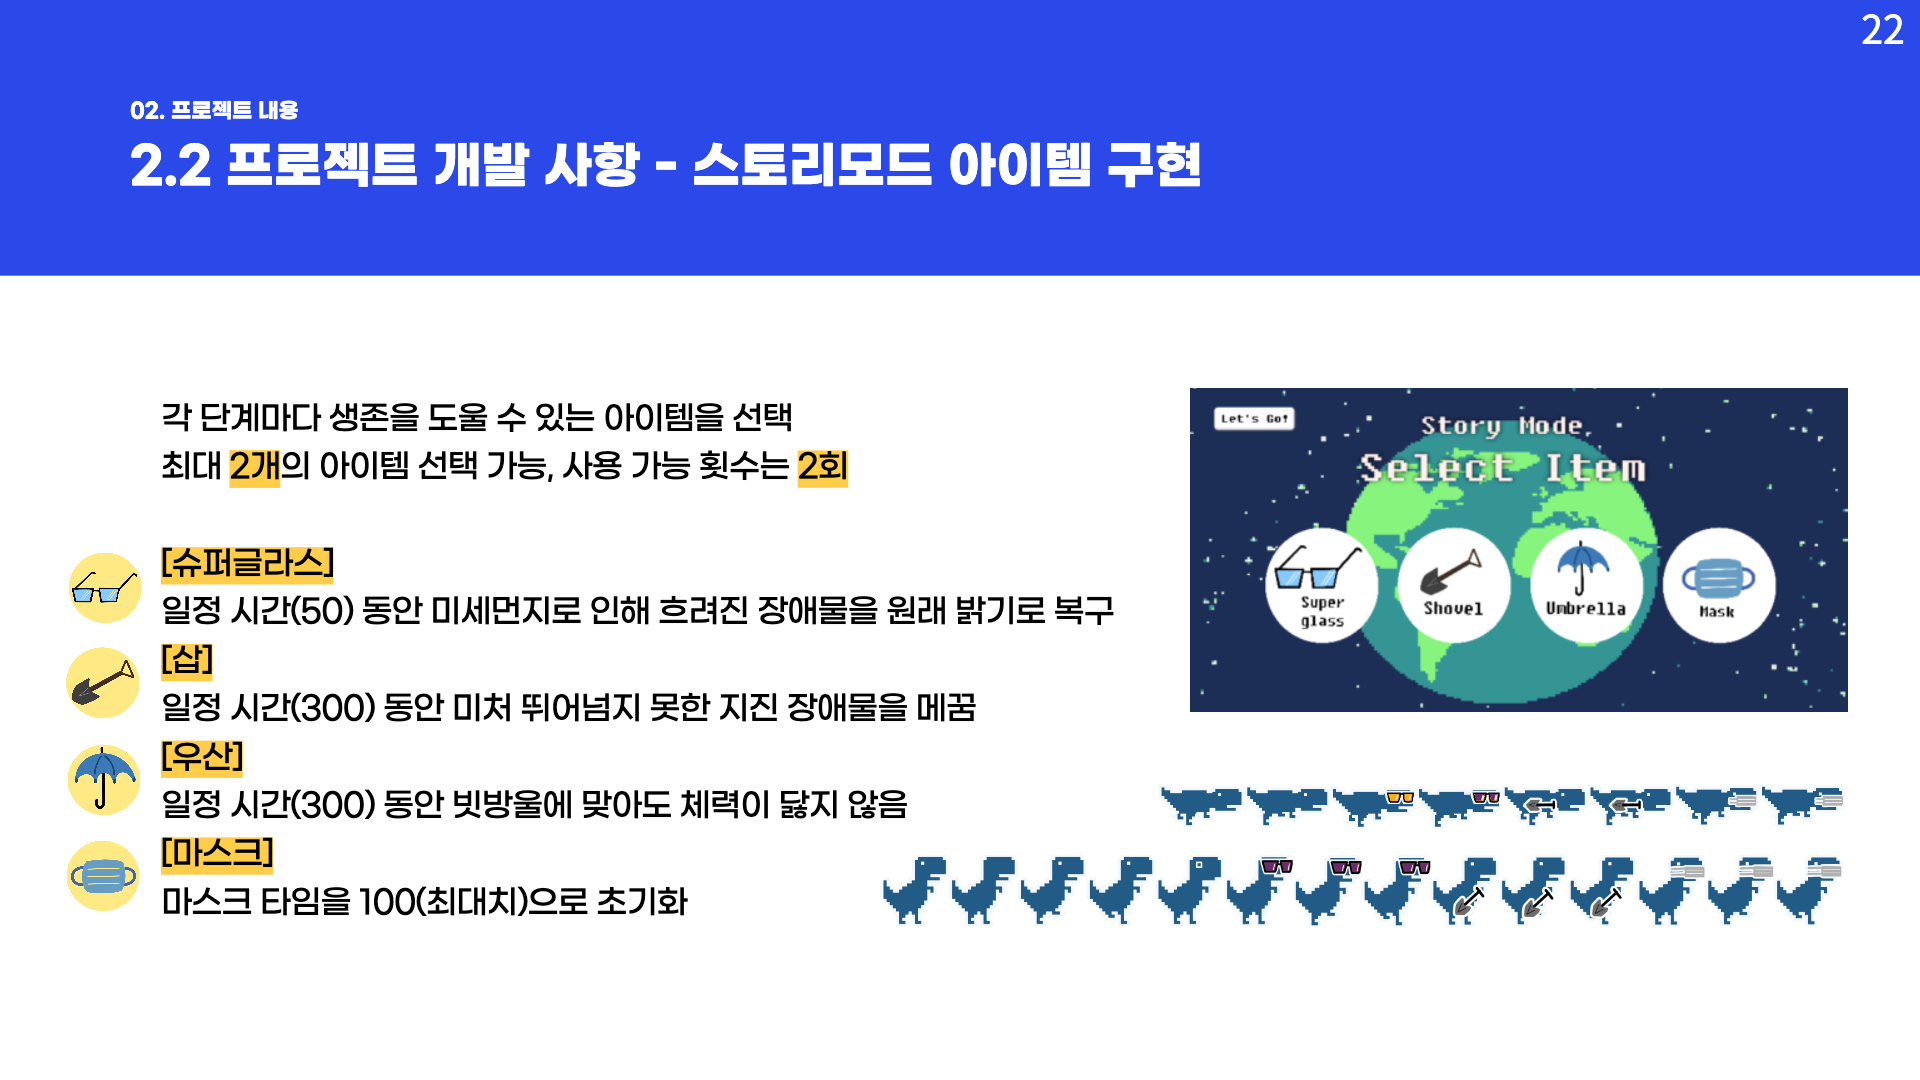 22
02. 프로젝트 내용
2.2 프로젝트 개발 사항 - 스토리모드 아이템 구현
각 단계마다 생존을 도울 수 있는 아이템을 선택
최대 2개의 아이템 선택 가능, 사용 가능 횟수는 2회
[슈퍼글라스]
일정 시간(50) 동안 미세먼지로 인해 흐려진 장애물을 원래 밝기로 복구
[삽]
일정 시간(300) 동안 미처 뛰어넘지 못한 지진 장애물을 메꿈
[우산]
일정 시간(300) 동안 빗방울에 맞아도 체력이 닳지 않음
[마스크]
마스크 타임을 100(최대치)으로 초기화
Let's Go!
Story Mode
Select Item
Super
glass
Shovel
Umbrella
Mask